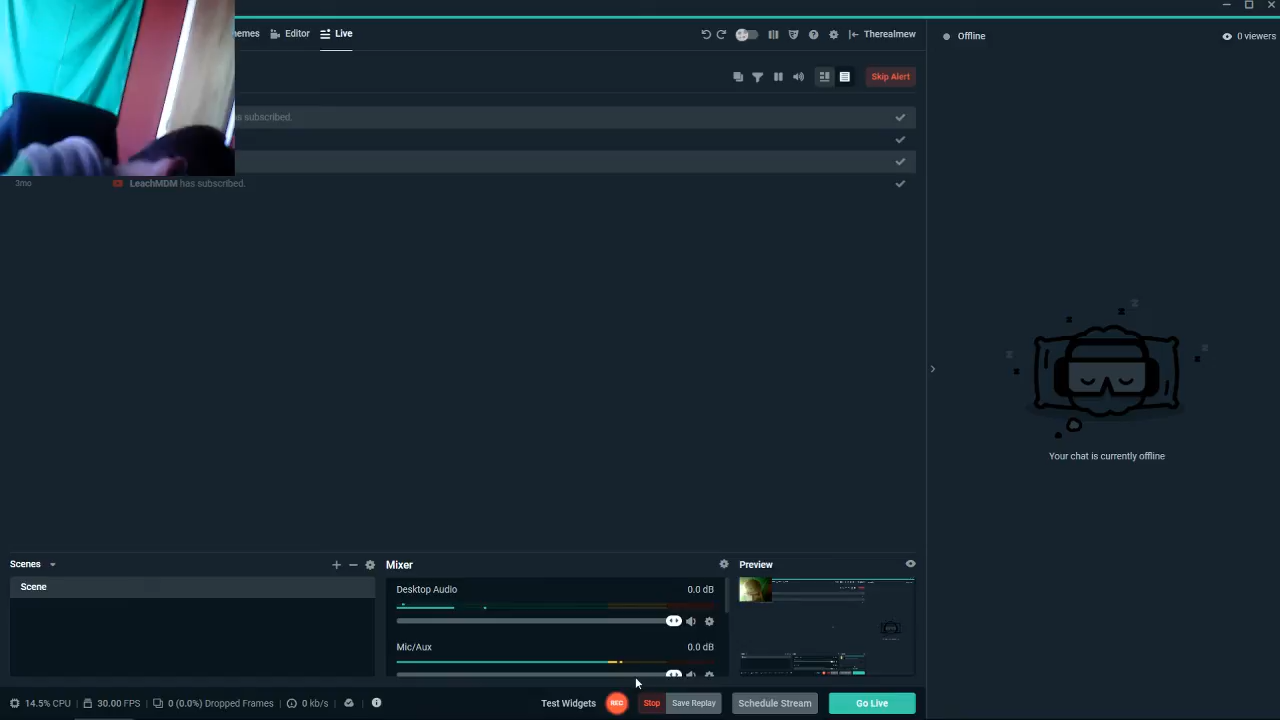 emes Editor Live Therealmew
Offline 0 viewers
Skip Alert
as subscribed.
3mo LeachMDM has subscribed.
Your chat is currently offline
Scenes
Scene
Mixer
Desktop Audio 0.0 dB
Mic/Aux 0.0 dB
Preview
14.5% CPU 30.00 FPS 0 (0.0%) Dropped Frames 0 kb/s
Test Widgets REC Stop Save Replay Schedule Stream Go Live